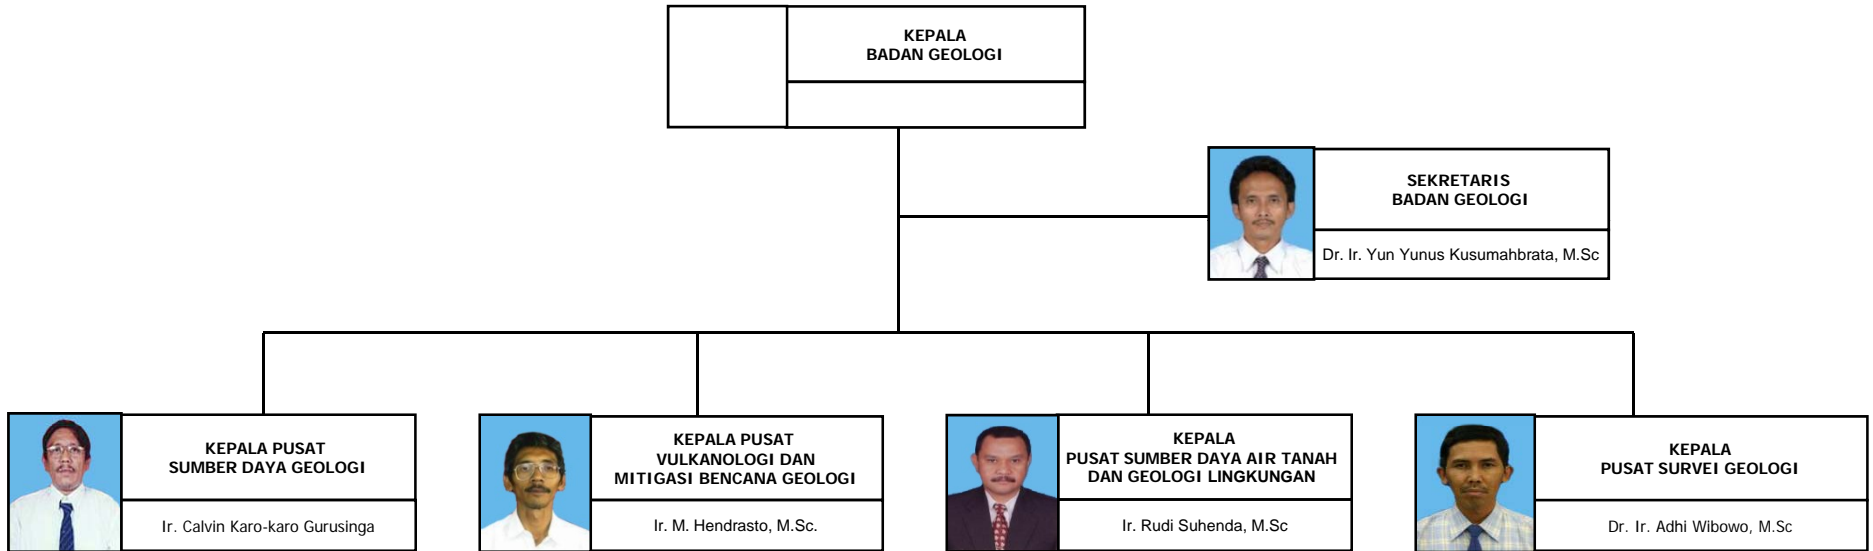 KEPALA
BADAN GEOLOGI
SEKRETARIS
BADAN GEOLOGI
Dr. Ir. Yun Yunus Kusumahbrata, M.Sc
KEPALA PUSAT
SUMBER DAYA GEOLOGI
Ir. Calvin Karo-karo Gurusinga
KEPALA PUSAT
VULKANOLOGI DAN
MITIGASI BENCANA GEOLOGI
Ir. M. Hendrasto, M.Sc.
KEPALA
PUSAT SUMBER DAYA AIR TANAH
DAN GEOLOGI LINGKUNGAN
Ir. Rudi Suhenda, M.Sc
KEPALA
PUSAT SURVEI GEOLOGI
Dr. Ir. Adhi Wibowo, M.Sc